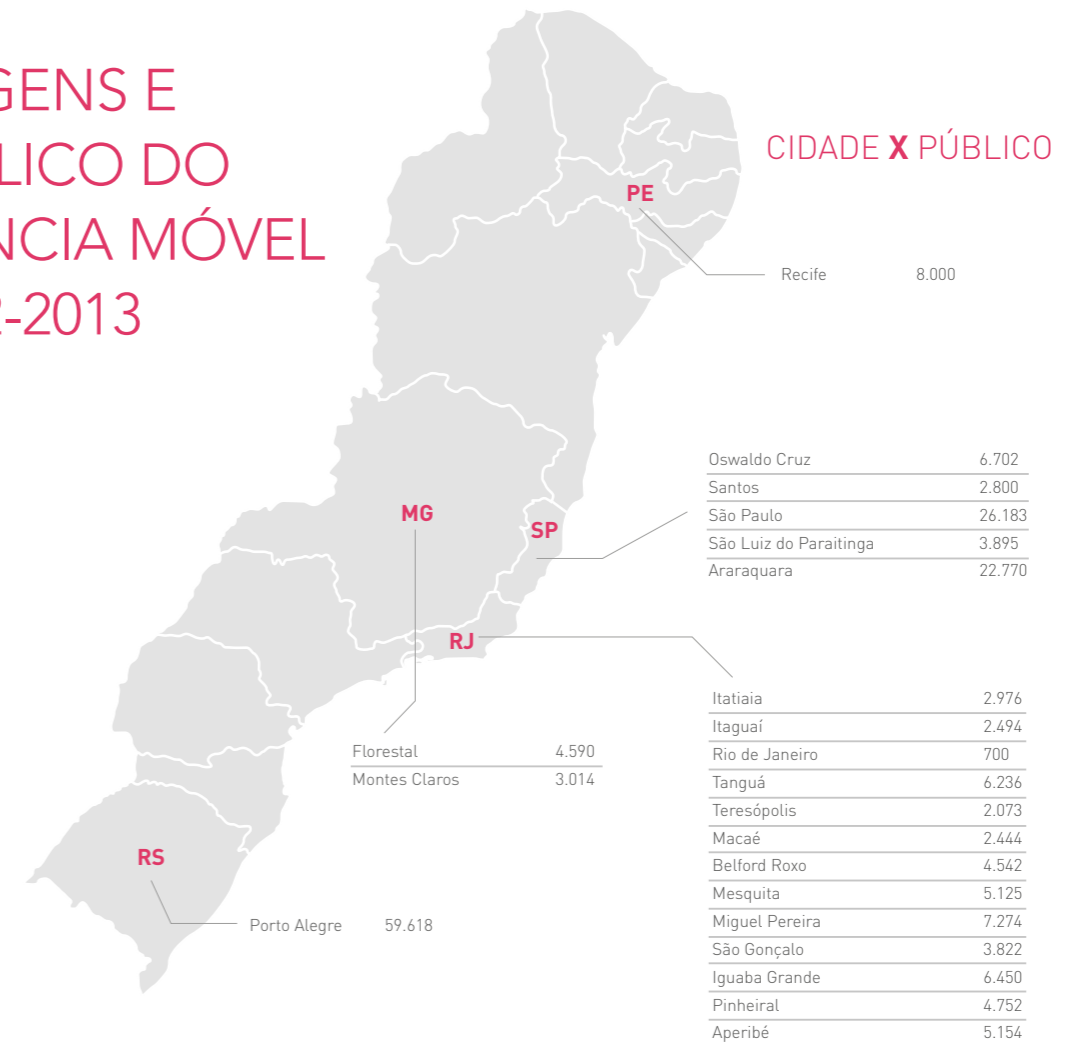 GENS E
LICO DO
NCIA MÓVEL
-2013
CIDADE X PÚBLICO
PE
Recife 8.000
MG
SP
Oswaldo Cruz 6.702
Santos 2.800
São Paulo 26.183
São Luiz do Paraitinga 3.895
Araraquara 22.770
RJ
Itatiaia 2.976
Itaguaí 2.494
Rio de Janeiro 700
Tanguá 6.236
Teresópolis 2.073
Macaé 2.444
Belford Roxo 4.542
Mesquita 5.125
Miguel Pereira 7.274
São Gonçalo 3.822
Iguaba Grande 6.450
Pinheiral 4.752
Aperibé 5.154
Florestal 4.590
Montes Claros 3.014
RS
Porto Alegre 59.618